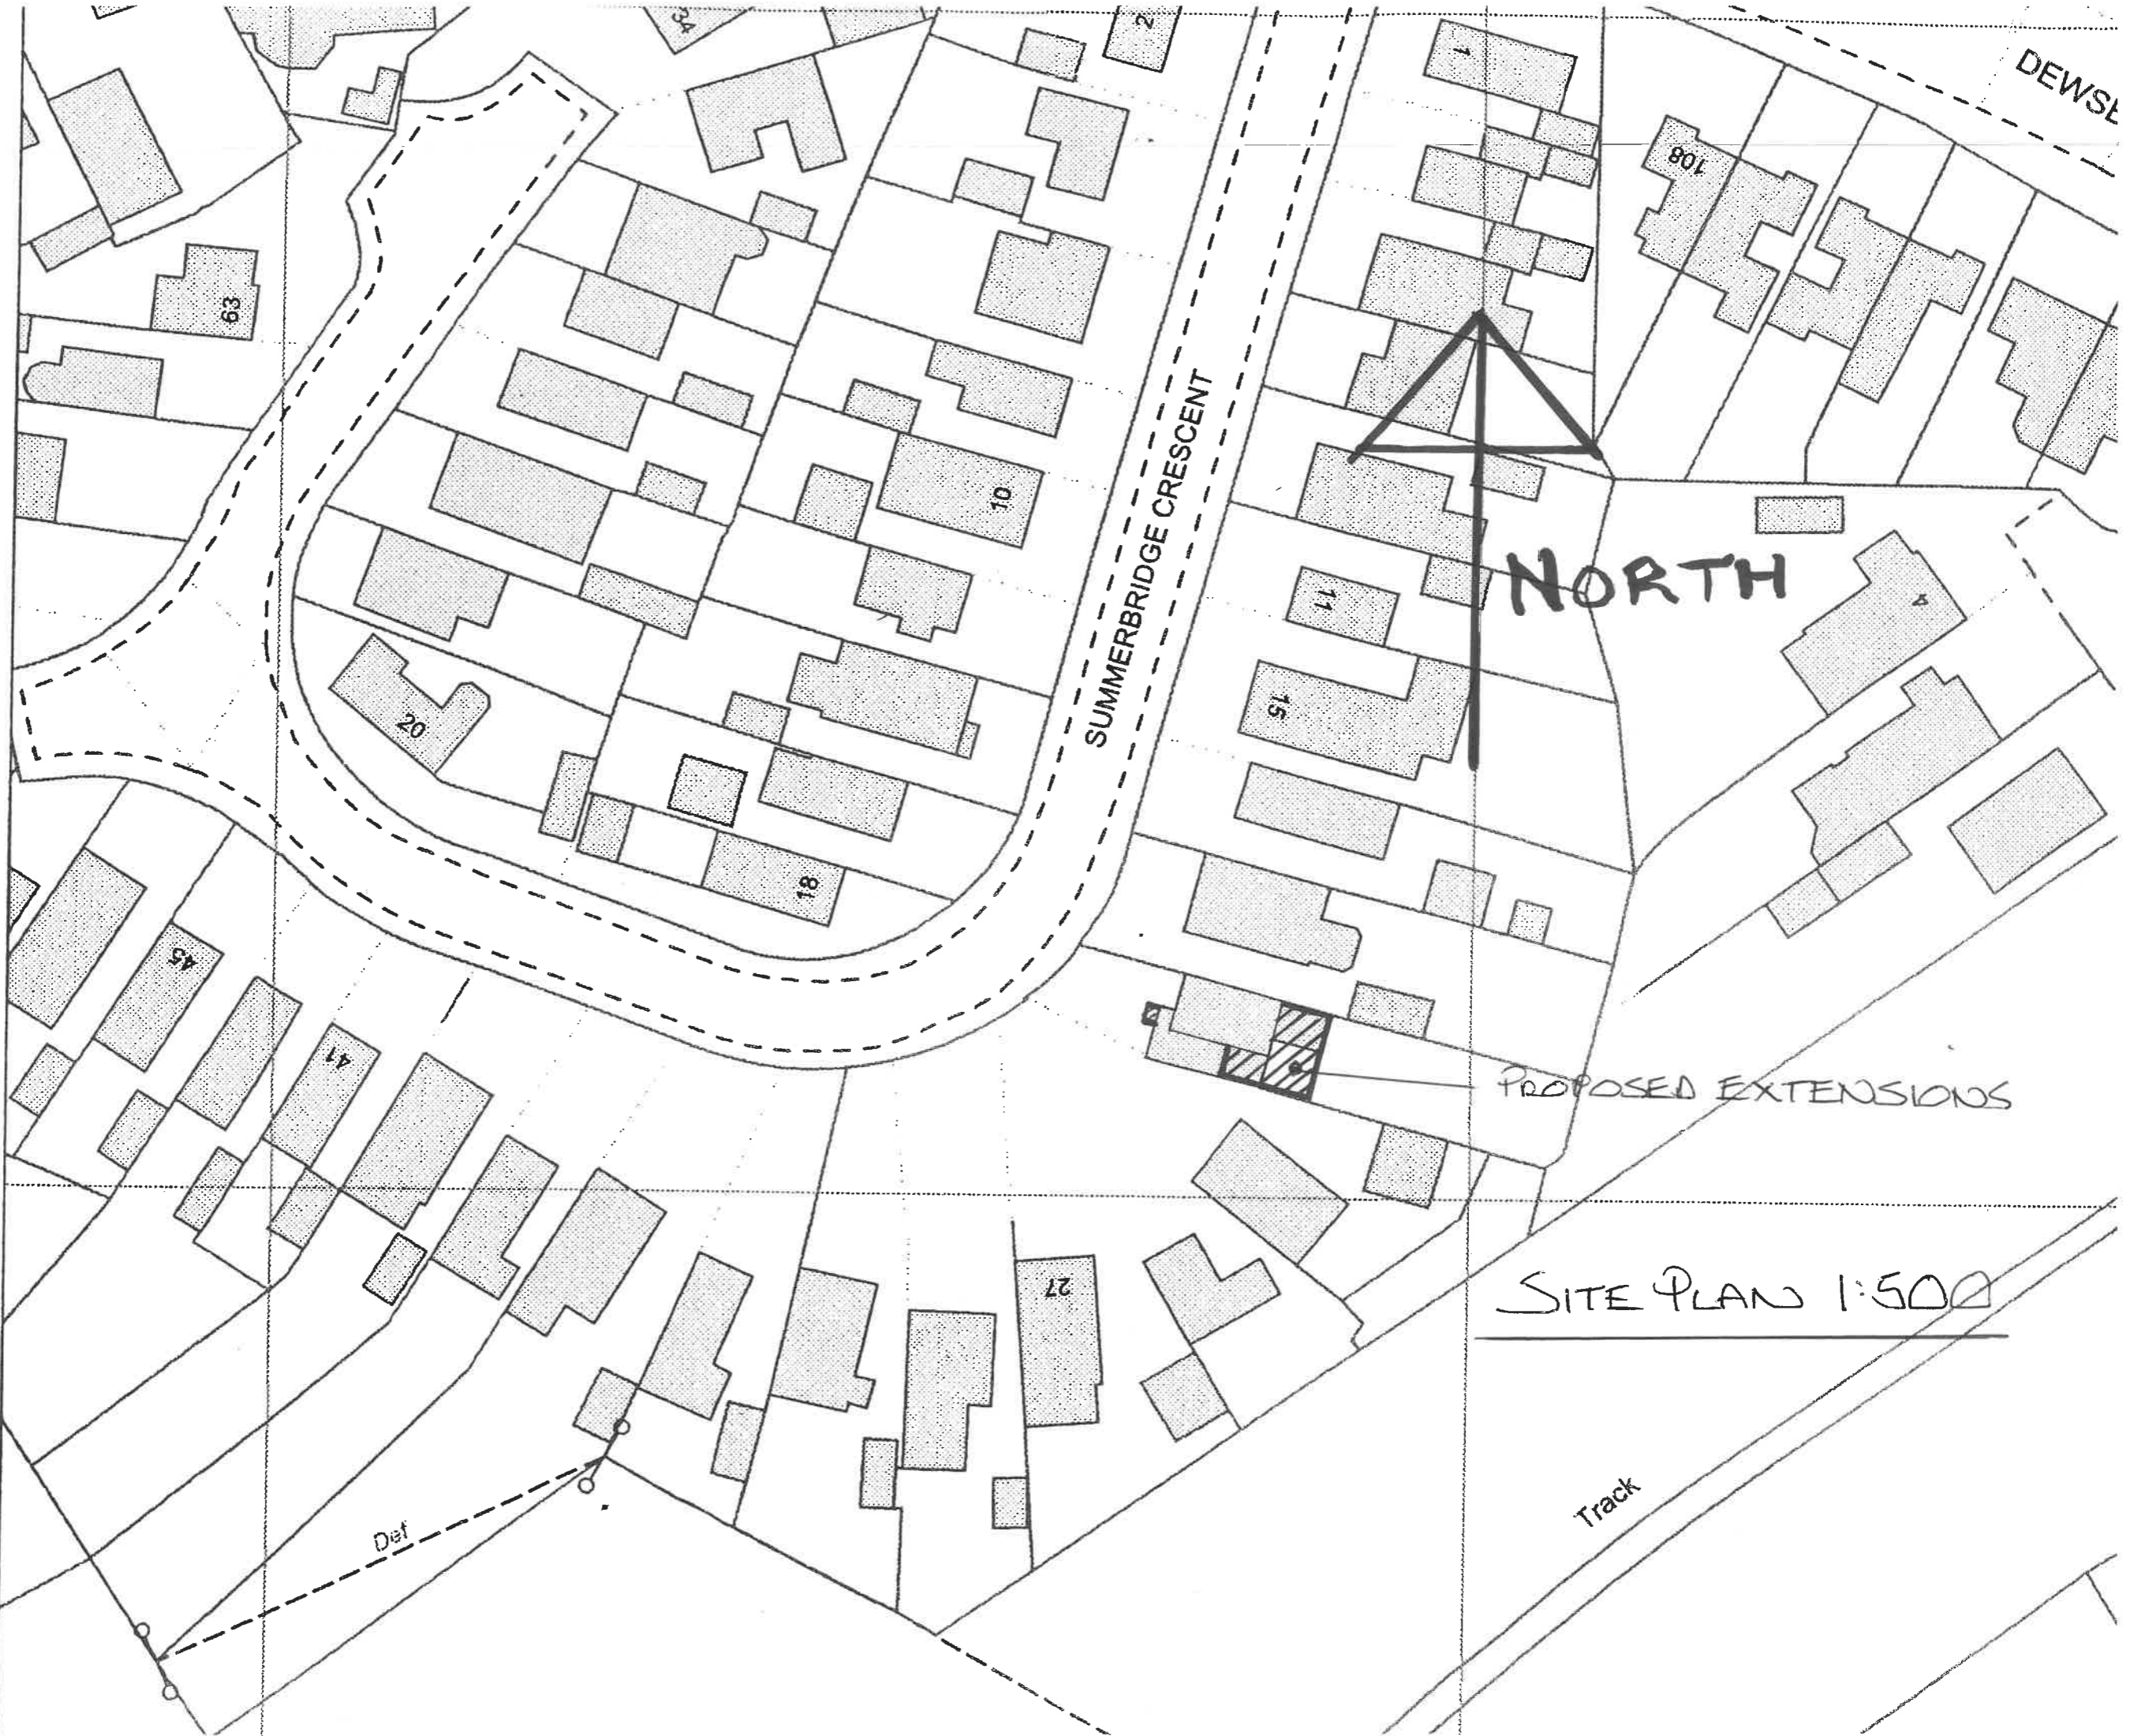 34
2
1
DEWSB
108
63
10
SUMMERBRIDGE CRESCENT
11
NORTH
4
15
20
18
45
41
PROPOSED EXTENSIONS
27
SITE PLAN 1:500
Track
Def